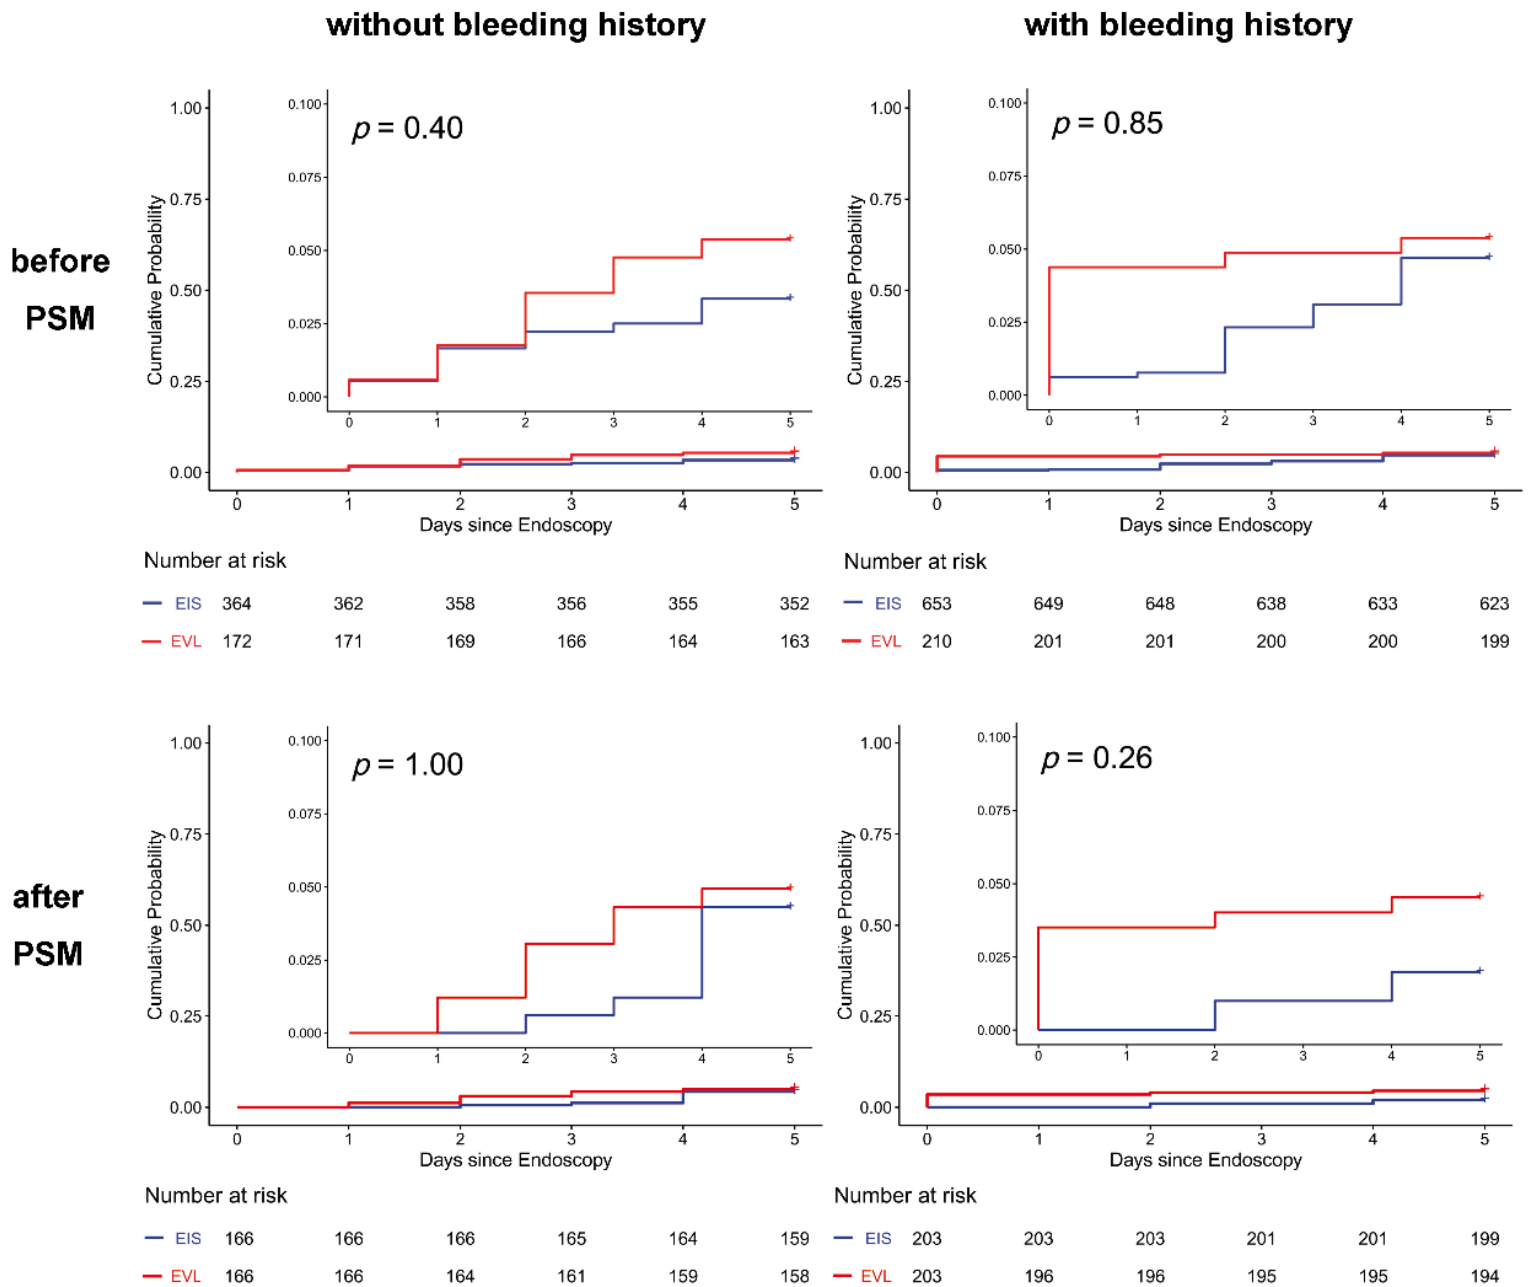 without bleeding history
with bleeding history
before
PSM
Cumulative Probability
1.00
0.75
0.50
0.25
0.00
0.100
0.075
0.050
0.025
0.000
p = 0.40
0 1 2 3 4 5
0 1 2 3 4 5
Days since Endoscopy
Number at risk
EIS 364 362 358 356 355 352
EVL 172 171 169 166 164 163
Cumulative Probability
1.00
0.75
0.50
0.25
0.00
0.100
0.075
0.050
0.025
0.000
p = 0.85
0 1 2 3 4 5
0 1 2 3 4 5
Days since Endoscopy
Number at risk
EIS 653 649 648 638 633 623
EVL 210 201 201 200 200 199
after
PSM
Cumulative Probability
1.00
0.75
0.50
0.25
0.00
0.100
0.075
0.050
0.025
0.000
p = 1.00
0 1 2 3 4 5
0 1 2 3 4 5
Days since Endoscopy
Number at risk
EIS 166 166 166 165 164 159
EVL 166 166 164 161 159 158
Cumulative Probability
1.00
0.75
0.50
0.25
0.00
0.100
0.075
0.050
0.025
0.000
p = 0.26
0 1 2 3 4 5
0 1 2 3 4 5
Days since Endoscopy
Number at risk
EIS 203 203 203 201 201 199
EVL 203 196 196 195 195 194